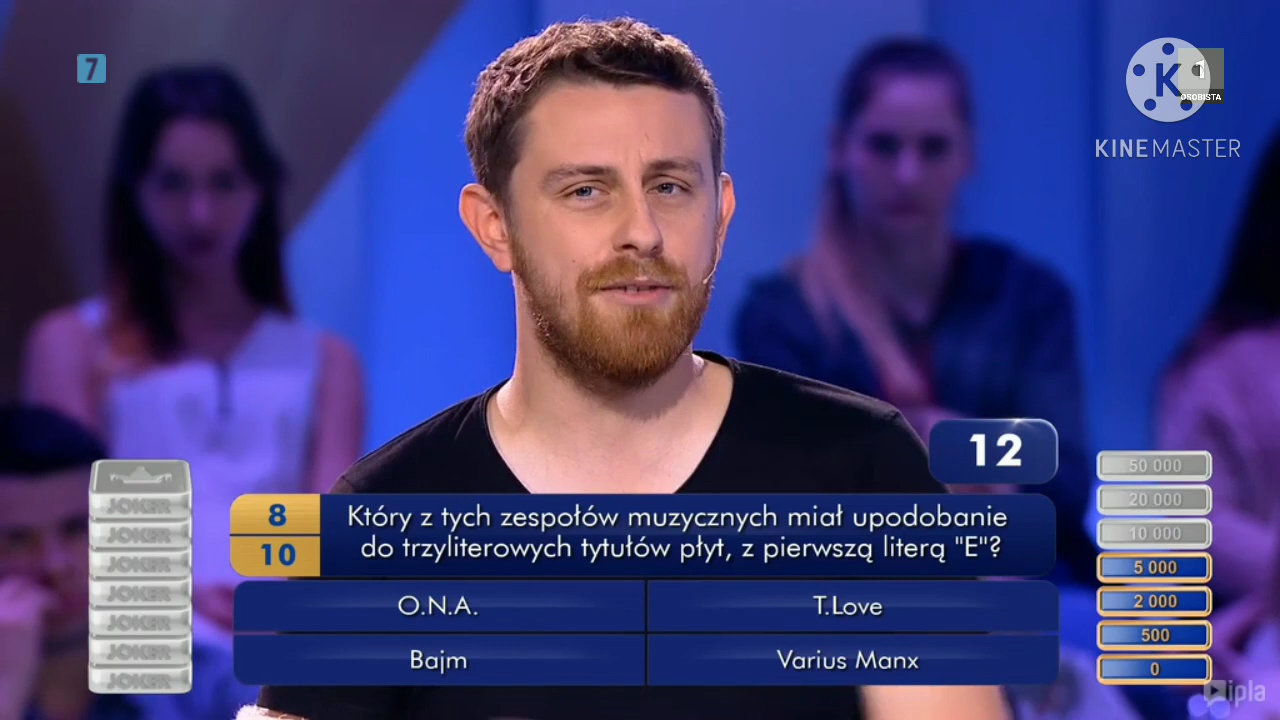 7
1
OSOBISTA
K
KINEMASTER
12
8
10
Który z tych zespołów muzycznych miał upodobanie
do trzyliterowych tytułów płyt, z pierwszą literą "E"?
O.N.A.
T.Love
Bajm
Varius Manx
JOKER
JOKER
JOKER
JOKER
JOKER
JOKER
JOKER
50 000
20 000
10 000
5 000
2 000
500
0
ipla